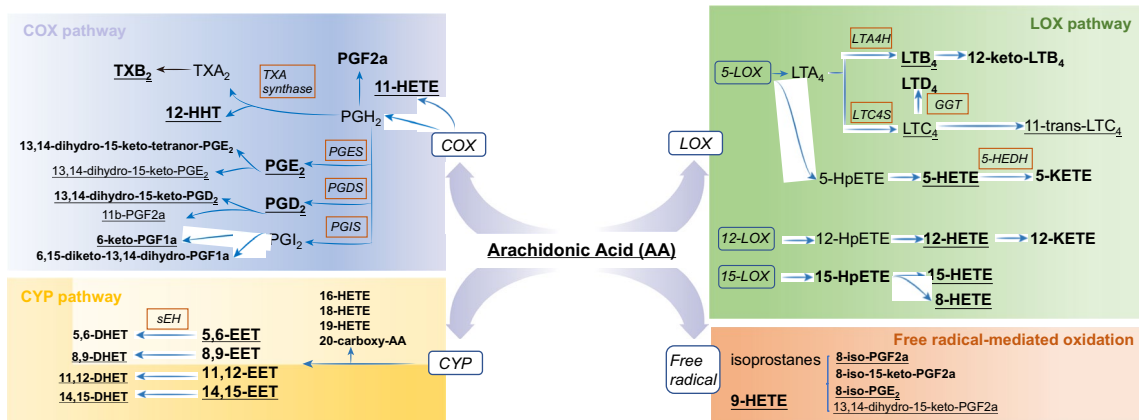 COX pathway
PGF2a
TXB₂
TXA₂
TXA
synthase
11-HETE
12-HHT
PGH₂
COX
13,14-dihydro-15-keto-tetranor-PGE₂
PGES
13,14-dihydro-15-keto-PGE₂
PGE₂
PGDS
13,14-dihydro-15-keto-PGD₂
PGD₂
11b-PGF2a
PGIS
6-keto-PGF1a
PGI₂
6,15-diketo-13,14-dihydro-PGF1a
LOX pathway
LTA4H
5-LOX
LTA₄
LTB₄
12-keto-LTB₄
LTD₄
LTC4S
GGT
LTC₄
11-trans-LTC₄
LOX
5-HEDH
5-HpETE
5-HETE
5-KETE
12-LOX
12-HpETE
12-HETE
12-KETE
15-LOX
15-HpETE
15-HETE
8-HETE
Arachidonic Acid (AA)
CYP pathway
16-HETE
18-HETE
19-HETE
20-carboxy-AA
sEH
5,6-DHET
5,6-EET
8,9-DHET
8,9-EET
11,12-DHET
11,12-EET
14,15-DHET
14,15-EET
CYP
Free radical-mediated oxidation
Free
radical
isoprostanes
8-iso-PGF2a
8-iso-15-keto-PGF2a
8-iso-PGE₂
13,14-dihydro-15-keto-PGF2a
9-HETE